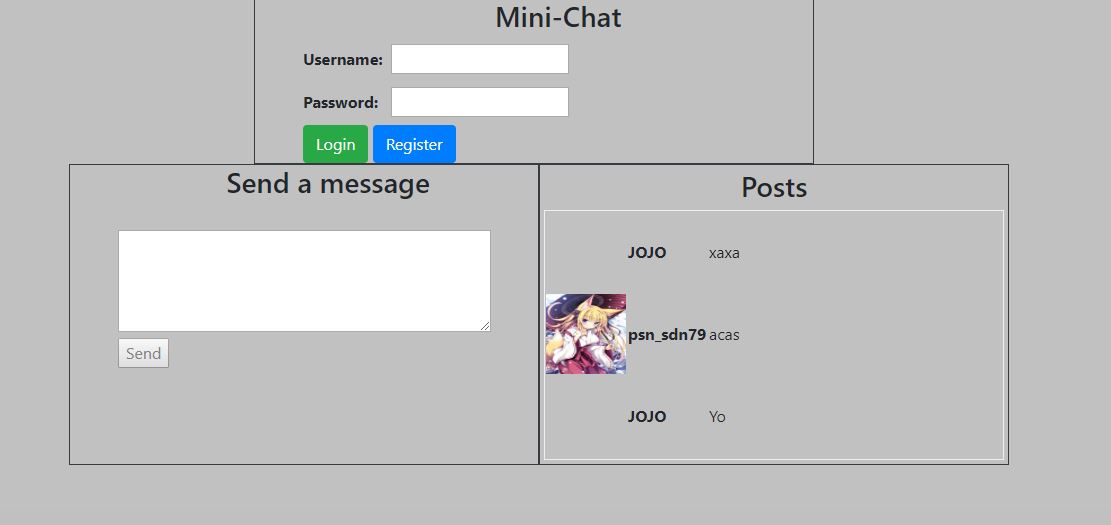 Mini-Chat
Username:
Password:
Login Register
Send a message
Send
Posts
JOJO xaxa
psn_sdn79 acas
JOJO Yo